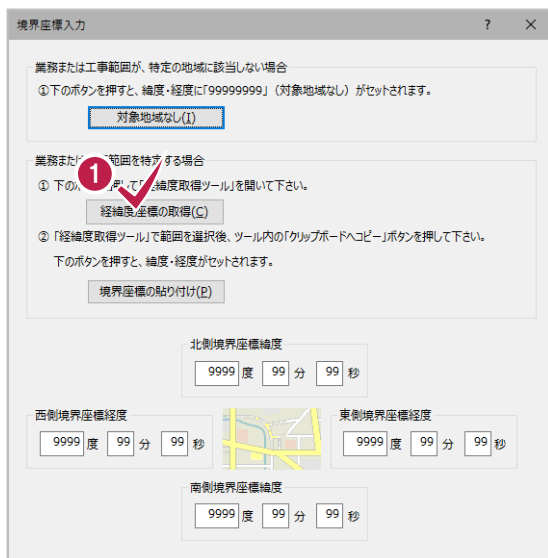 境界座標入力 ? ×
業務または工事範囲が、特定の地域に該当しない場合
①下のボタンを押すと、緯度・経度に「99999999」（対象地域なし）がセットされます。
対象地域なし(I)
業務または 範囲を特定する場合
① 下のボ 押して「経緯度取得ツール」を開いて下さい。
1
経緯度座標の取得(C)
② 「経緯度取得ツール」で範囲を選択後、ツール内の「クリップボードへコピー」ボタンを押して下さい。
下のボタンを押すと、緯度・経度がセットされます。
境界座標の貼り付け(P)
北側境界座標緯度
9999 度 99 分 99 秒
西側境界座標経度
9999 度 99 分 99 秒
東側境界座標経度
9999 度 99 分 99 秒
南側境界座標緯度
9999 度 99 分 99 秒